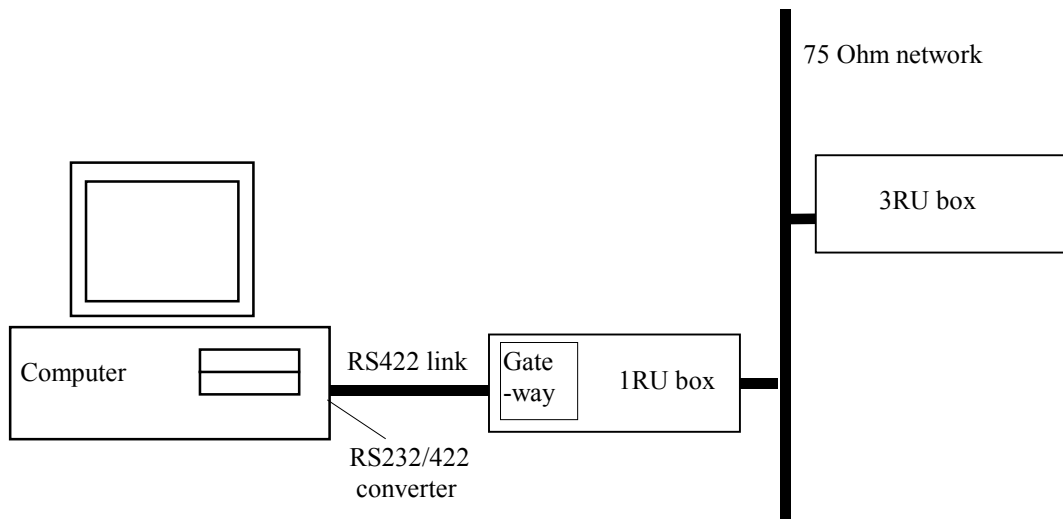 75 Ohm network
3RU box
Computer
RS422 link
Gate
-way
1RU box
RS232/422
converter